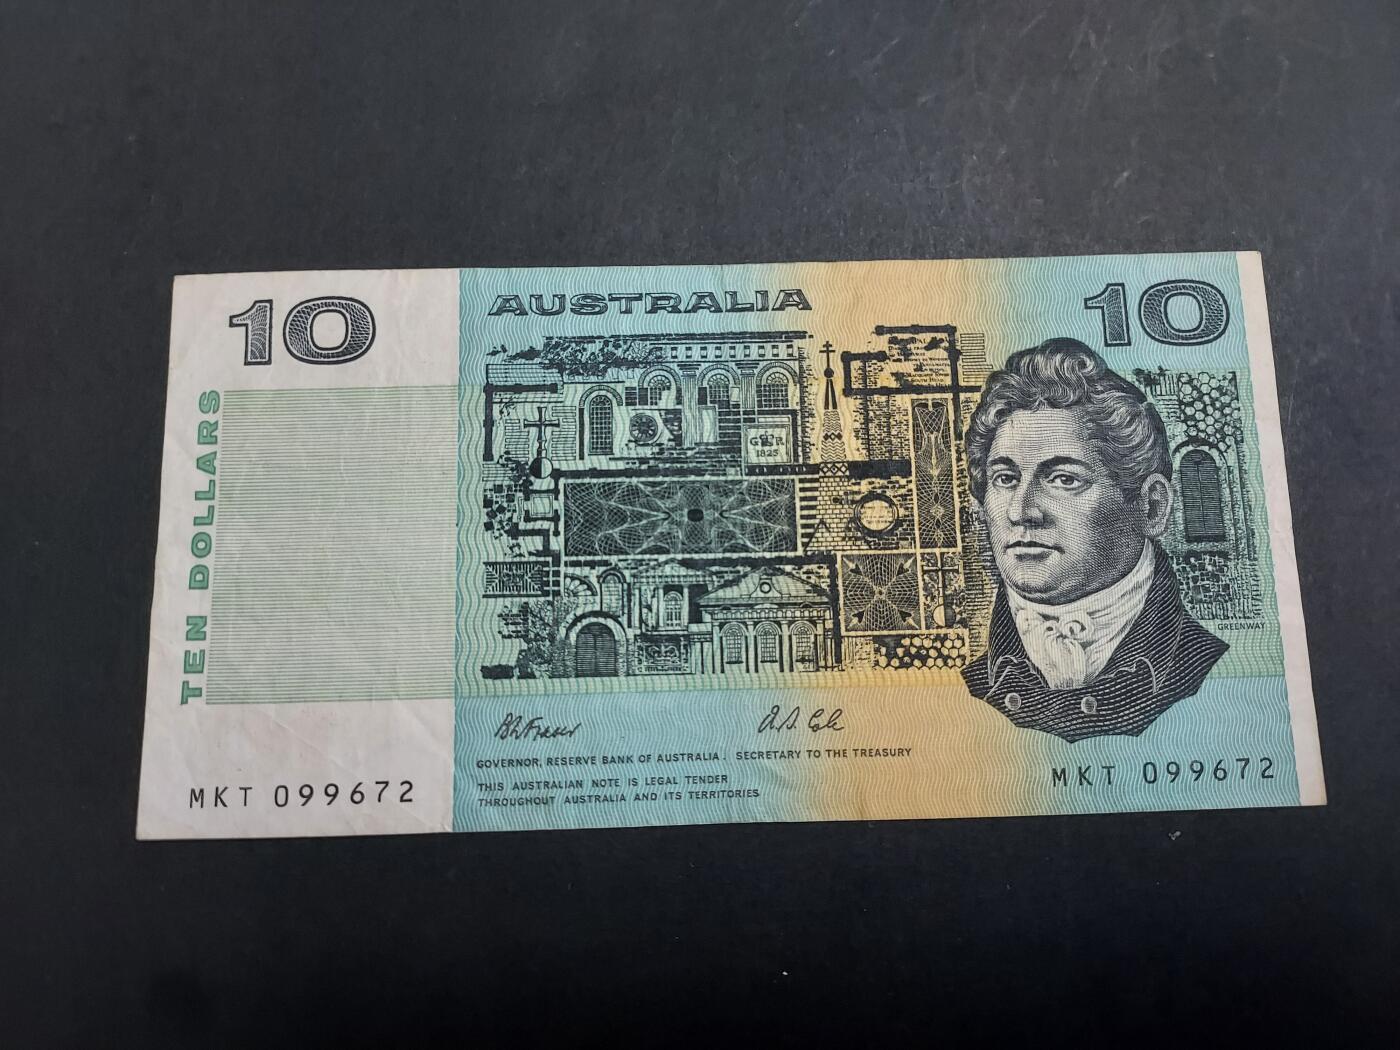 10
AUSTRALIA
10
TEN DOLLARS
G R
1825
GREENWAY
GOVERNOR, RESERVE BANK OF AUSTRALIA. SECRETARY TO THE TREASURY
THIS AUSTRALIAN NOTE IS LEGAL TENDER
THROUGHOUT AUSTRALIA AND ITS TERRITORIES
MKT 099672
MKT 099672